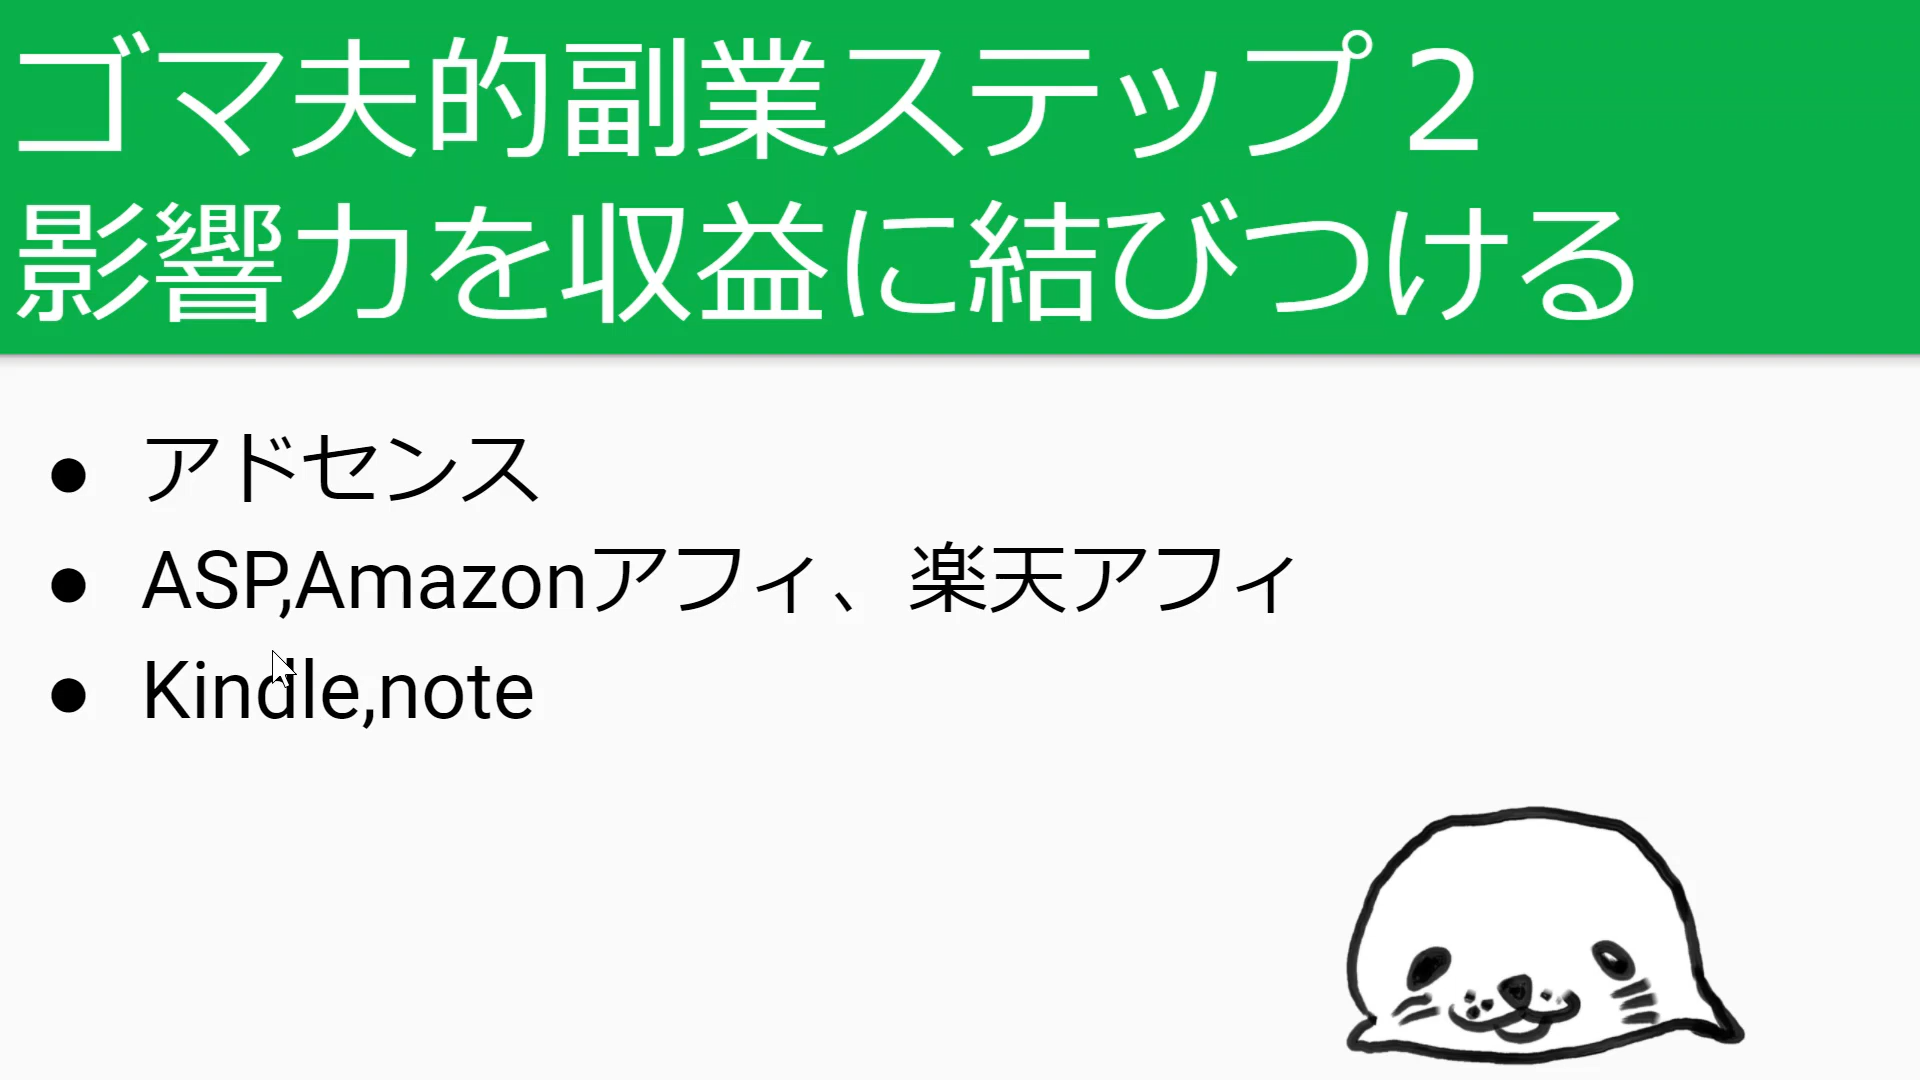 ゴマ夫的副業ステップ２
影響力を収益に結びつける
● アドセンス
● ASP,Amazonアフィ、楽天アフィ
● Kindle,note